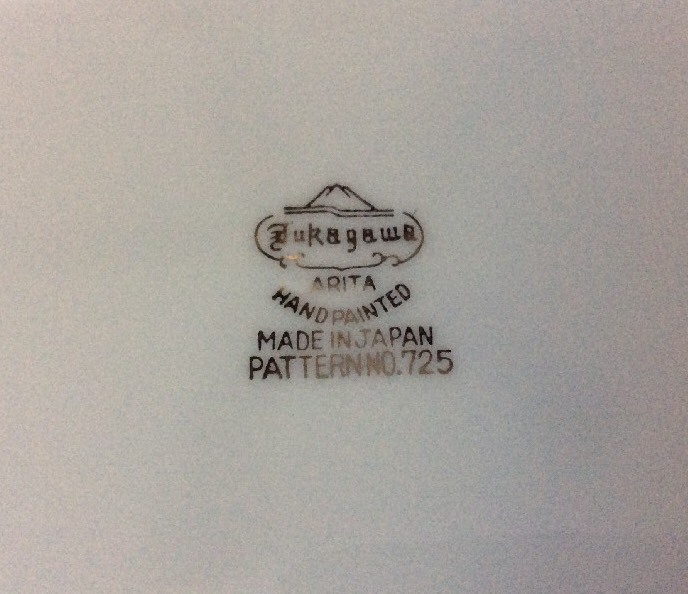 Fukagawa
ARITA
HAND PAINTED
MADE IN JAPAN
PATTERN NO. 725